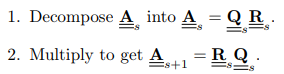 1. Decompose A_s into A_s = Q_s R_s.
2. Multiply to get A_{s+1} = R_s Q_s.